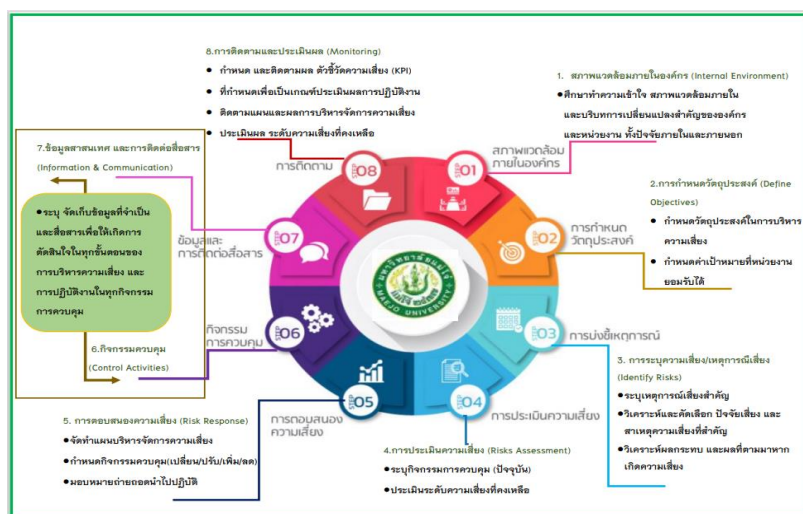 8.การติดตามและประเมินผล (Monitoring)
● กำหนด และติดตามผล ตัวชี้วัดความเสี่ยง (KPI)
● ที่กำหนดเพื่อเป็นเกณฑ์ประเมินผลการปฏิบัติงาน
● ติดตามแผนและผลการบริหารจัดการความเสี่ยง
● ประเมินผล ระดับความเสี่ยงที่คงเหลือ
1. สภาพแวดล้อมภายในองค์กร (Internal Environment)
●ศึกษาทำความเข้าใจ สภาพแวดล้อมภายใน
และบริบทการเปลี่ยนแปลงสำคัญขององค์กร
และหน่วยงาน ทั้งปัจจัยภายในและภายนอก
7.ข้อมูลสาสนเทศ และการติดต่อสื่อสาร
(Information & Communication)
●ระบุ จัดเก็บข้อมูลที่จำเป็น
และสื่อสารเพื่อให้เกิดการ
ตัดสินใจในทุกขั้นตอนของ
การบริหารความเสี่ยง และ
การปฏิบัติงานในทุกกิจกรรม
การควบคุม
6.กิจกรรมควบคุม
(Control Activities)
2.การกำหนดวัตถุประสงค์ (Define
Objectives)
● กำหนดวัตถุประสงค์ในการบริหาร
ความเสี่ยง
● กำหนดค่าเป้าหมายที่หน่วยงาน
ยอมรับได้
การติดตาม
STEP 08
STEP 01
สภาพแวดล้อม
ภายในองค์กร
ข้อมูลและ
การติดต่อสื่อสาร
STEP 07
STEP 02
การกำหนด
วัตถุประสงค์
มหาวิทยาลัยแม่โจ้
MAEJO UNIVERSITY
กิจกรรม
การควบคุม
STEP 06
STEP 03
การบ่งชี้เหตุการณ์
การตอบสนอง
ความเสี่ยง
STEP 05
STEP 04
การประเมินความเสี่ยง
3. การระบุความเสี่ยง/เหตุการณ์เสี่ยง
(Identify Risks)
● ระบุเหตุการณ์เสี่ยงสำคัญ
● วิเคราะห์และคัดเลือก ปัจจัยเสี่ยง และ
สาเหตุความเสี่ยงที่สำคัญ
● วิเคราะห์ผลกระทบ และผลที่ตามมาหาก
เกิดความเสี่ยง
5. การตอบสนองความเสี่ยง (Risk Response)
●จัดทำแผนบริหารจัดการความเสี่ยง
●กำหนดกิจกรรมควบคุม(เปลี่ยน/ปรับ/เพิ่ม/ลด)
●มอบหมายถ่ายถอดนำไปปฏิบัติ
4.การประเมินความเสี่ยง (Risks Assessment)
●ระบุกิจกรรมการควบคุม (ปัจจุบัน)
●ประเมินระดับความเสี่ยงที่คงเหลือ